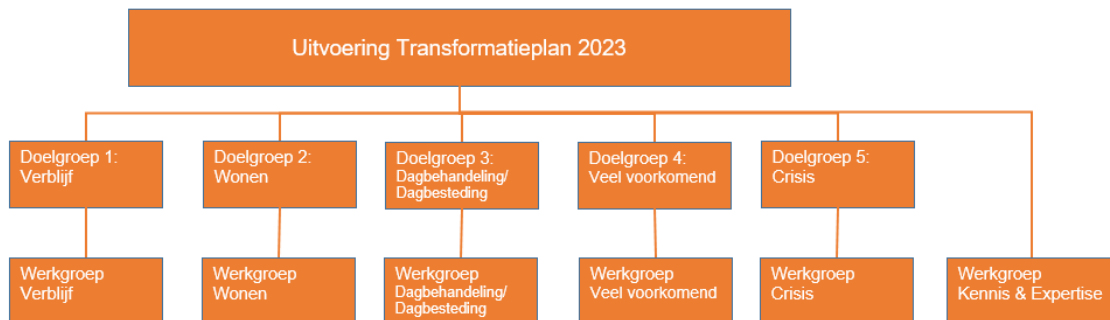 Uitvoering Transformatieplan 2023
Doelgroep 1:
Verblijf
Doelgroep 2:
Wonen
Doelgroep 3:
Dagbehandeling/
Dagbesteding
Doelgroep 4:
Veel voorkomend
Doelgroep 5:
Crisis
Werkgroep
Verblijf
Werkgroep
Wonen
Werkgroep
Dagbehandeling/
Dagbesteding
Werkgroep
Veel voorkomend
Werkgroep
Crisis
Werkgroep
Kennis & Expertise